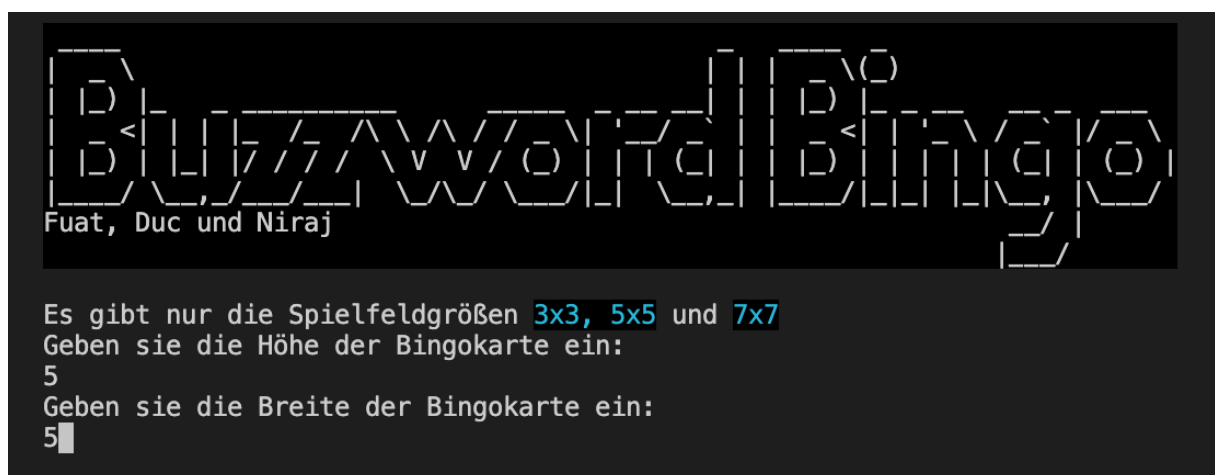 Buzzword Bingo
Fuat, Duc und Niraj
Es gibt nur die Spielfeldgrößen 3x3, 5x5 und 7x7
Geben sie die Höhe der Bingokarte ein:
5
Geben sie die Breite der Bingokarte ein:
5